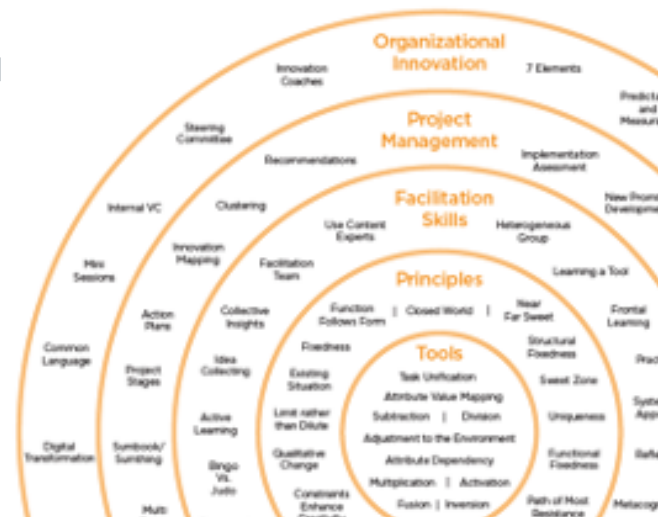 Organizational
Innovation
Innovation
Coaches
7 Elements
and
Steering
Committee
Project
Management
Recommendations
Implementation
Internal VC
Clustering
Facilitation
Skills
Use Content
Experts
Heterogeneous
Group
Innovation
Mapping
Mini
Sessions
Facilitation
Team
Learning a Tool
Principles
Action
Plans
Collective
Insights
Function
Follows Form | Closed World |
Near
Far Sweet
Frontal
Learning
Common
Language
Project
Stages
Idea
Collecting
Fixedness
Structural
Fixedness
Tools
Task Unification
Existing
Situation
Sweet Zone
Attribute Value Mapping
Active
Learning
Limit rather
than Dilute
Subtraction | Division
Uniqueness
Adjustment to the Environment
Digital
Transformation
Bingo
Vs.
Judo
Qualitative
Change
Attribute Dependency
Functional
Fixedness
Multiplication | Activation
Multi
Constraints
Enhance
Fusion | Inversion
Path of Most
Resistance